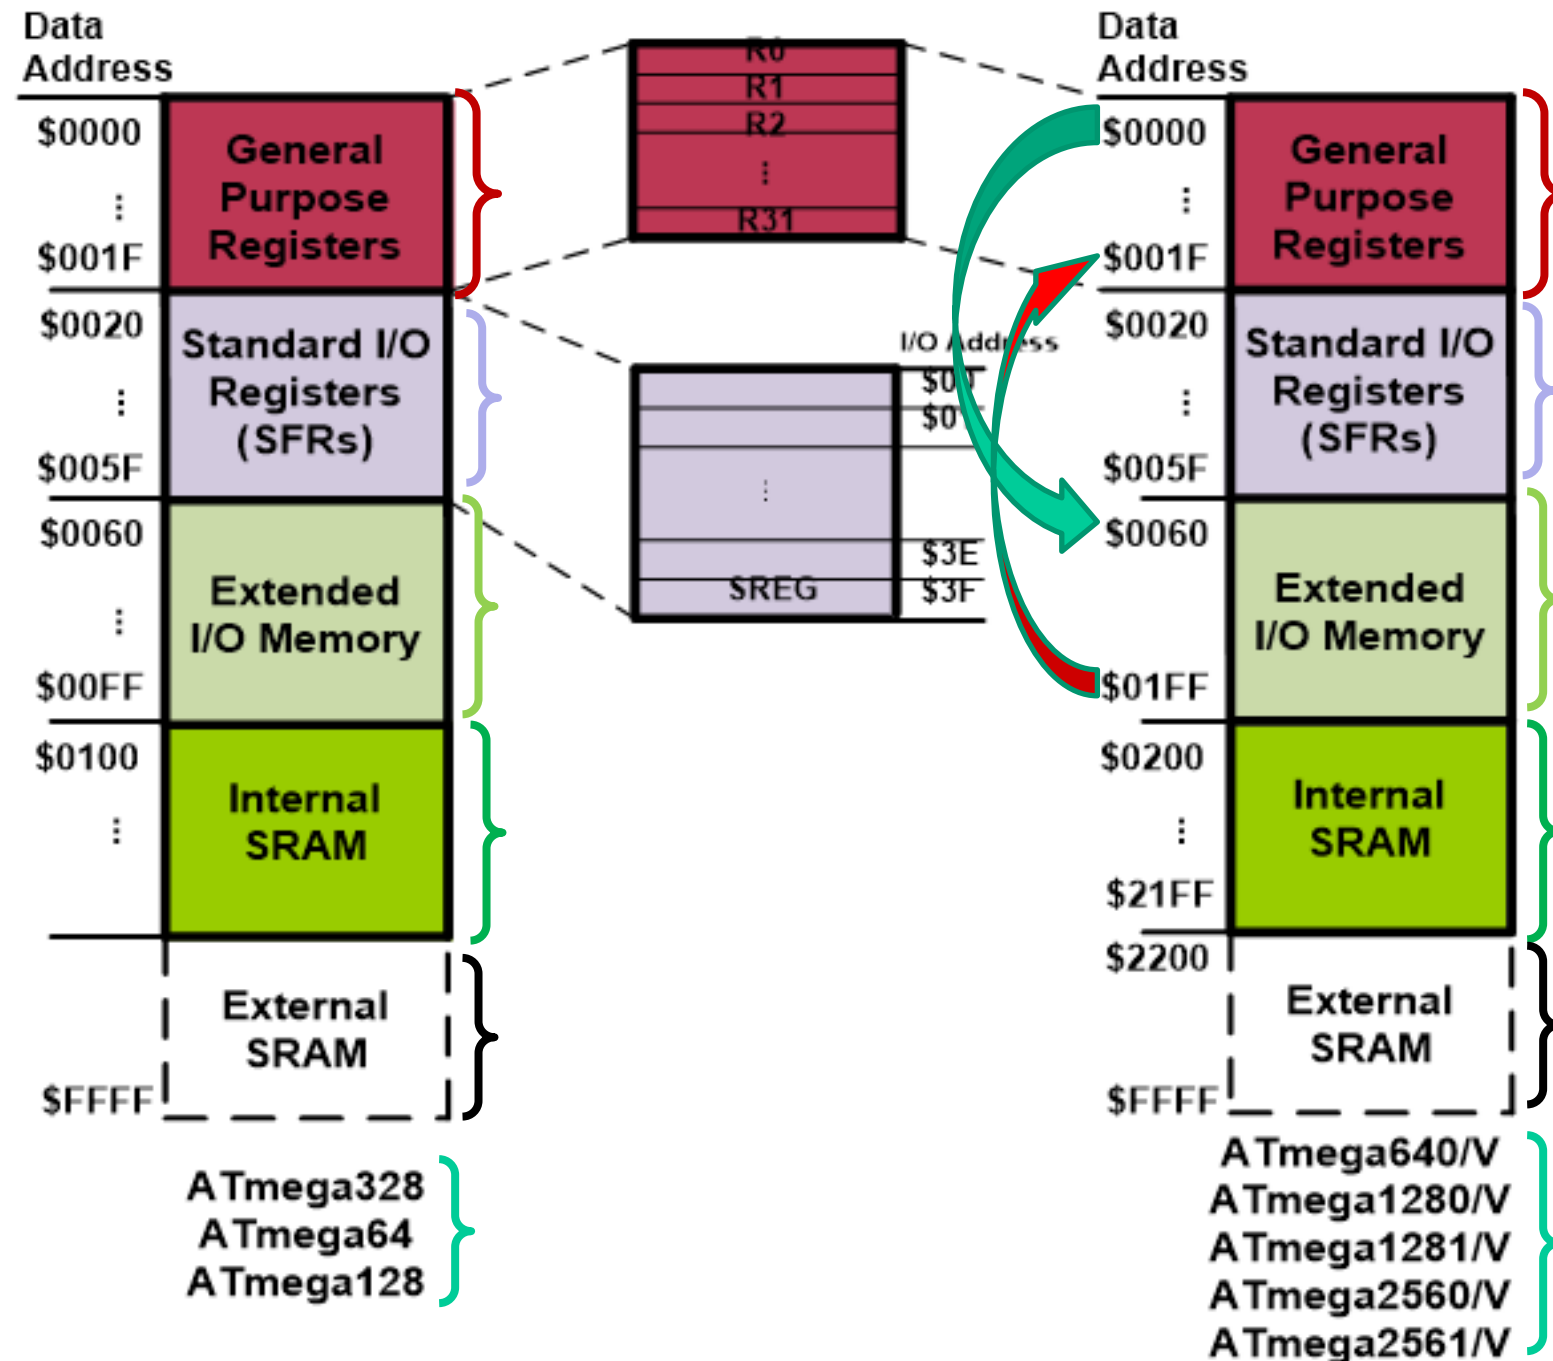 Data
Address
$0000
⋮
$001F
$0020
⋮
$005F
$0060
⋮
$00FF
$0100
⋮
$FFFF
General
Purpose
Registers
Standard I/O
Registers
(SFRs)
Extended
I/O Memory
Internal
SRAM
External
SRAM
ATmega328
ATmega64
ATmega128
R0
R1
R2
⋮
R31
I/O Address
$00
$3E
SREG
$3F
⋮
Data
Address
$0000
⋮
$001F
$0020
⋮
$005F
$0060
$01FF
$0200
⋮
$21FF
$2200
$FFFF
General
Purpose
Registers
Standard I/O
Registers
(SFRs)
Extended
I/O Memory
Internal
SRAM
External
SRAM
ATmega640/V
ATmega1280/V
ATmega1281/V
ATmega2560/V
ATmega2561/V